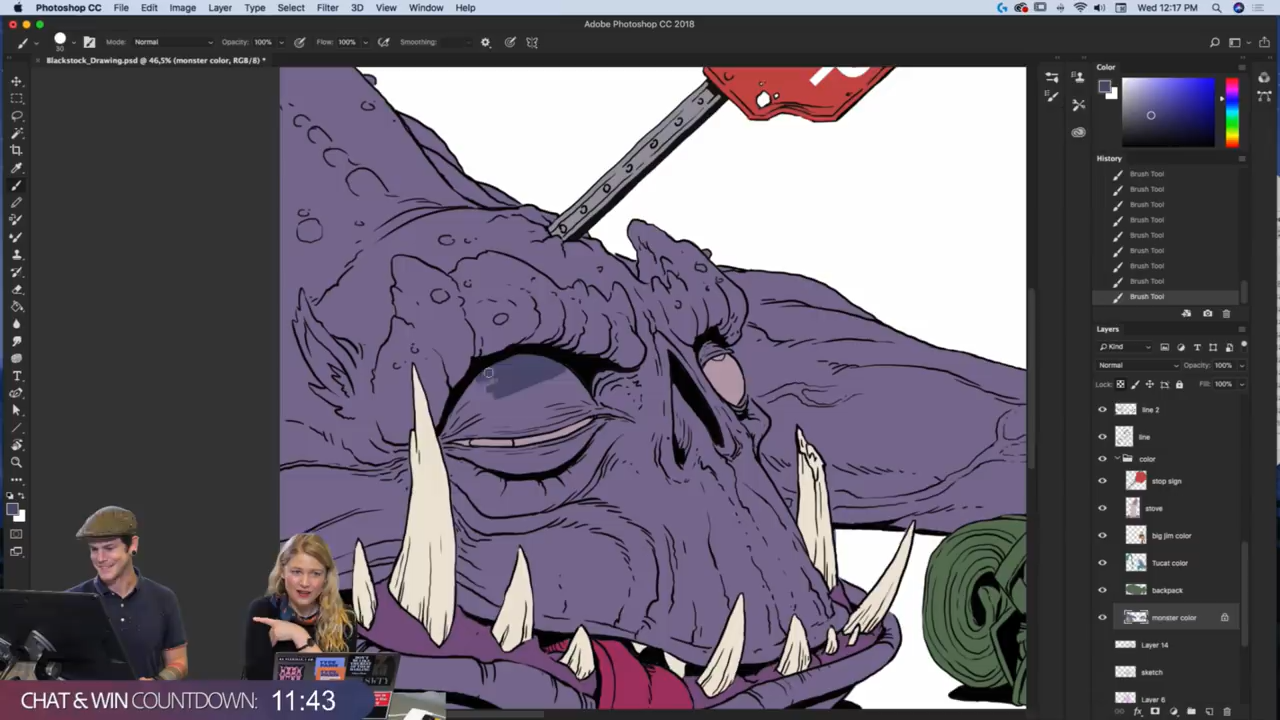 Photoshop CC File Edit Image Layer Type Select Filter 3D View Window Help
Wed 12:17 PM
Adobe Photoshop CC 2018
30 Mode: Normal Opacity: 100% Flow: 100% Smoothing:
Blackstock_Drawing.psd @ 46,5% (monster color, RGB/8) *
Color
History
Brush Tool
Brush Tool
Brush Tool
Brush Tool
Brush Tool
Brush Tool
Brush Tool
Brush Tool
Brush Tool
Layers
Kind
Normal Opacity: 100%
Lock: Fill: 100%
line 2
line
color
stop sign
stove
big jim color
Tucat color
backpack
monster color
Layer 14
sketch
Layer 6
CHAT & WIN COUNTDOWN: 11:43